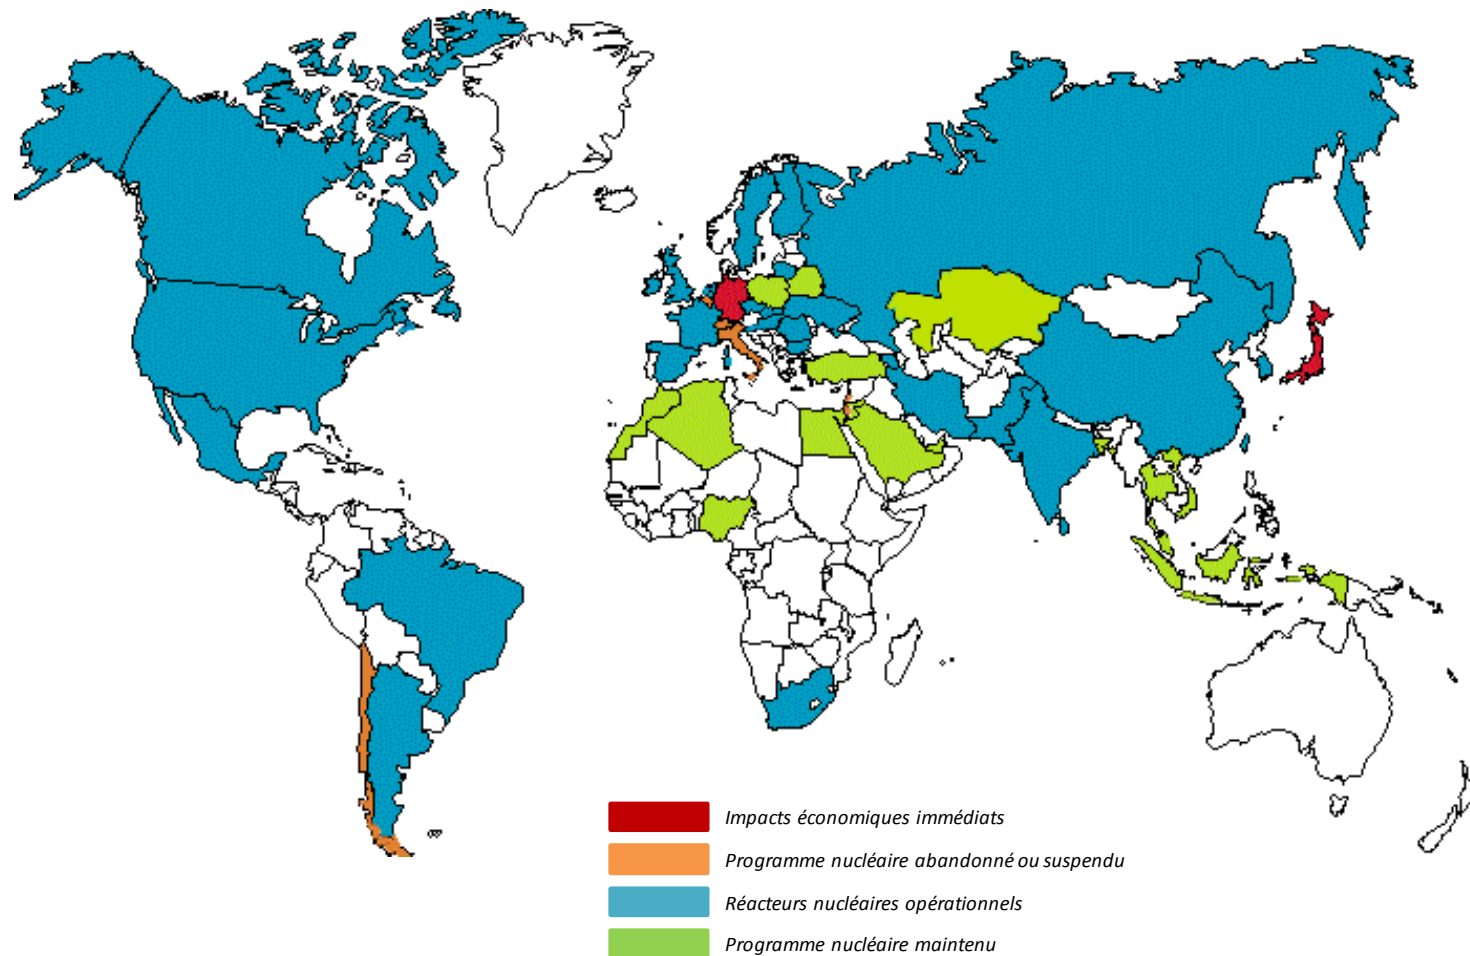 Impacts économiques immédiats
Programme nucléaire abandonné ou suspendu
Réacteurs nucléaires opérationnels
Programme nucléaire maintenu